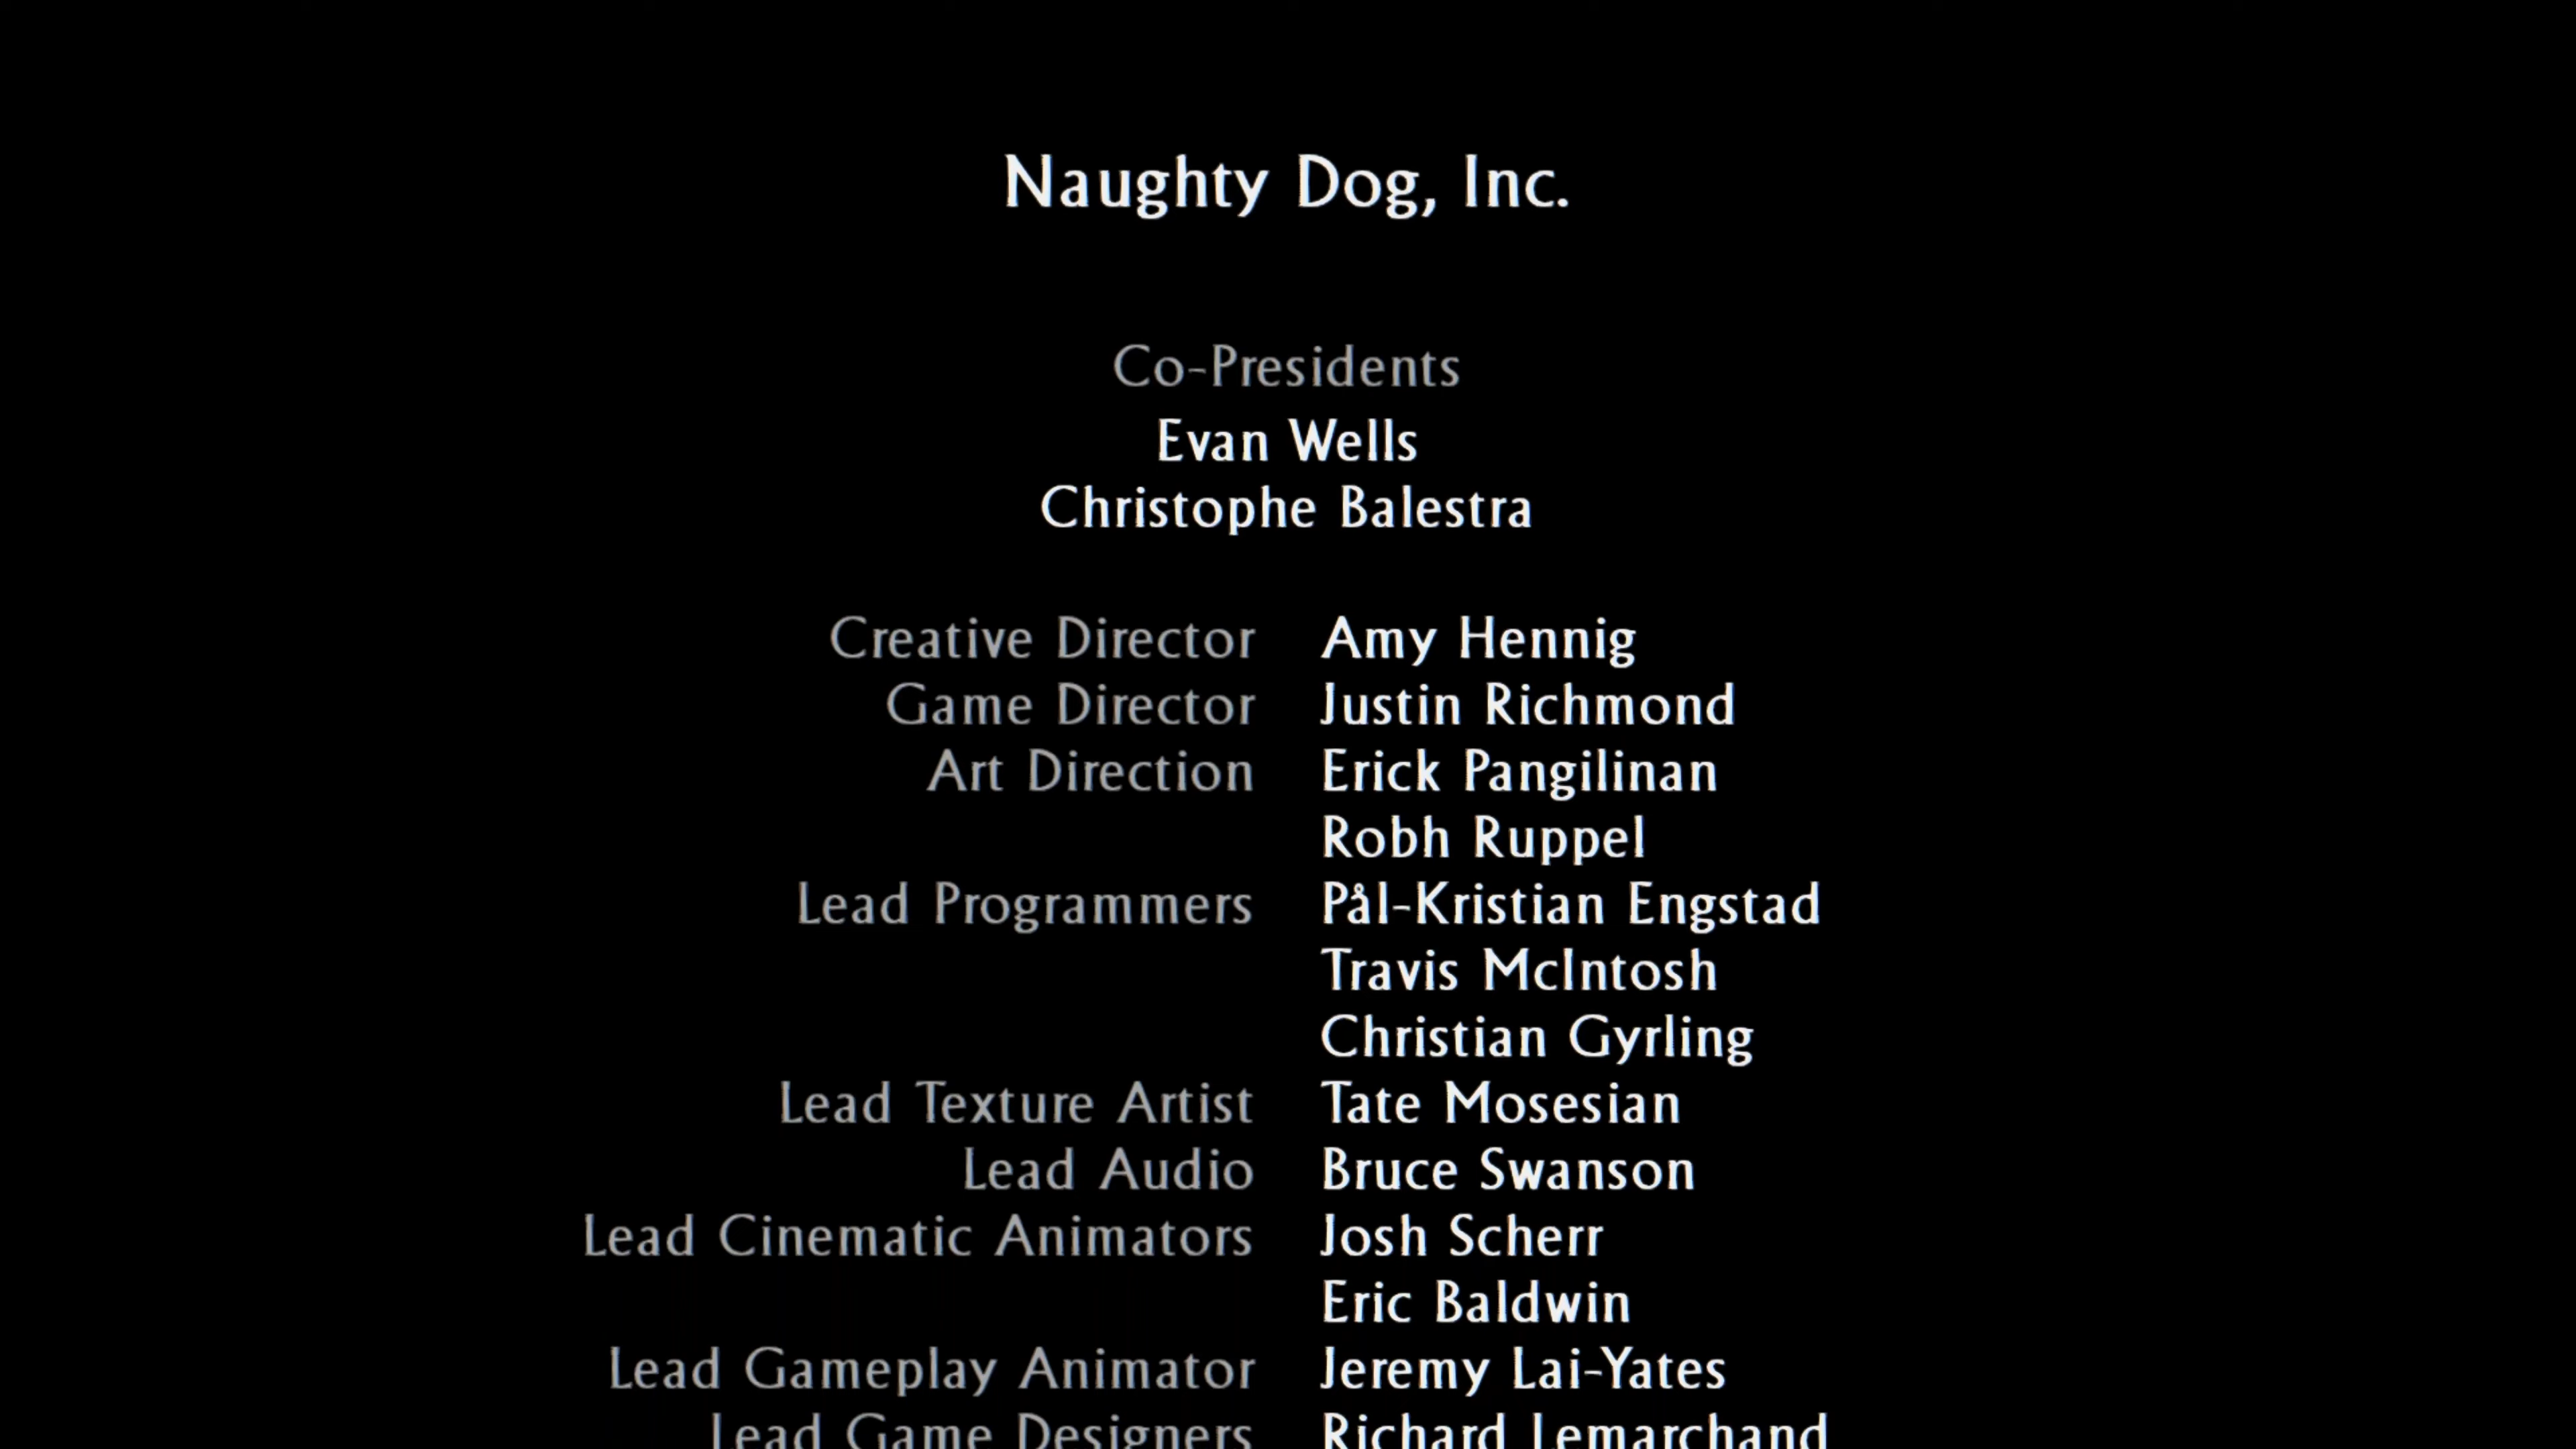 Naughty Dog, Inc.
Co-Presidents
Evan Wells
Christophe Balestra
Creative Director Amy Hennig
Game Director Justin Richmond
Art Direction Erick Pangilinan
Robh Ruppel
Lead Programmers Pål-Kristian Engstad
Travis McIntosh
Christian Gyrling
Lead Texture Artist Tate Mosesian
Lead Audio Bruce Swanson
Lead Cinematic Animators Josh Scherr
Eric Baldwin
Lead Gameplay Animator Jeremy Lai-Yates
Lead Game Designers Richard Lemarchand